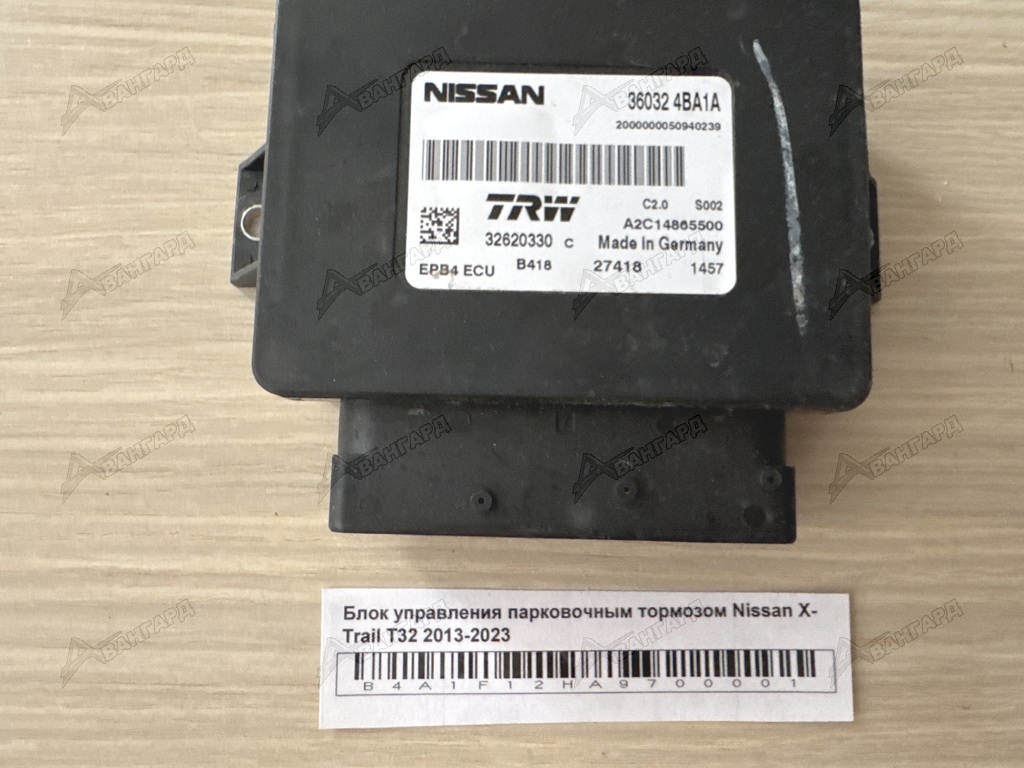 NISSAN
36032 4BA1A
2000000050940239
TRW
C2.0 S002
A2C14865500
32620330 C Made in Germany
EPB4 ECU B418 27418 1457
Блок управления парковочным тормозом Nissan X-
Trail T32 2013-2023
B4A1F12HA9700001
АВАНГАРД